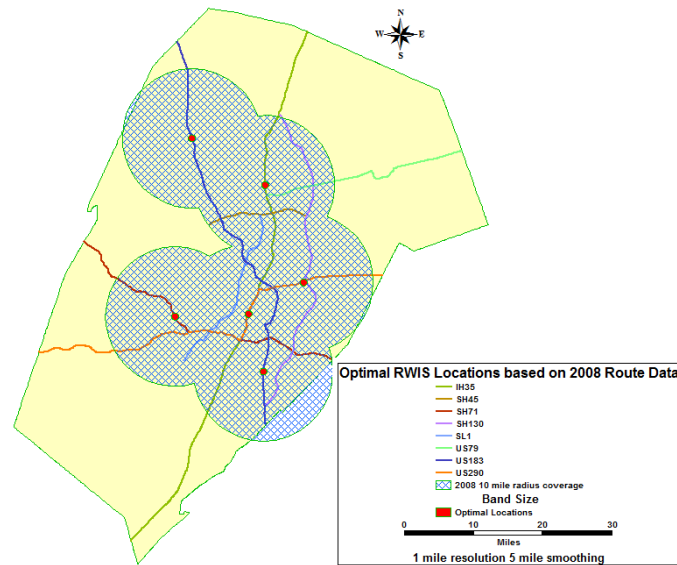 N
W E
S
Optimal RWIS Locations based on 2008 Route Data
IH35
SH45
SH71
SH130
SL1
US79
US183
US290
2008 10 mile radius coverage
Band Size
Optimal Locations
0 10 20 30
Miles
1 mile resolution 5 mile smoothing